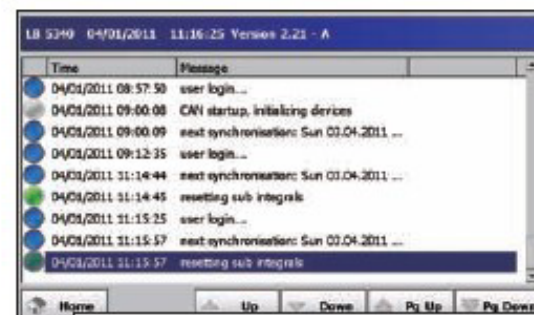 LB 5340 04/01/2011 11:16:25 Version 2.21 - A
Time Message
04/01/2011 08:57:50 user login...
04/01/2011 09:00:08 CAN startup, initializing devices
04/01/2011 09:00:09 next synchronisation: Sun 03.04.2011 ...
04/01/2011 09:12:35 user login...
04/01/2011 11:14:44 next synchronisation: Sun 03.04.2011 ...
04/01/2011 11:14:45 resetting sub integrals
04/01/2011 11:15:25 user login...
04/01/2011 11:15:57 next synchronisation: Sun 03.04.2011 ...
04/01/2011 11:15:57 resetting sub integrals
Home Up Down Pg Up Pg Down